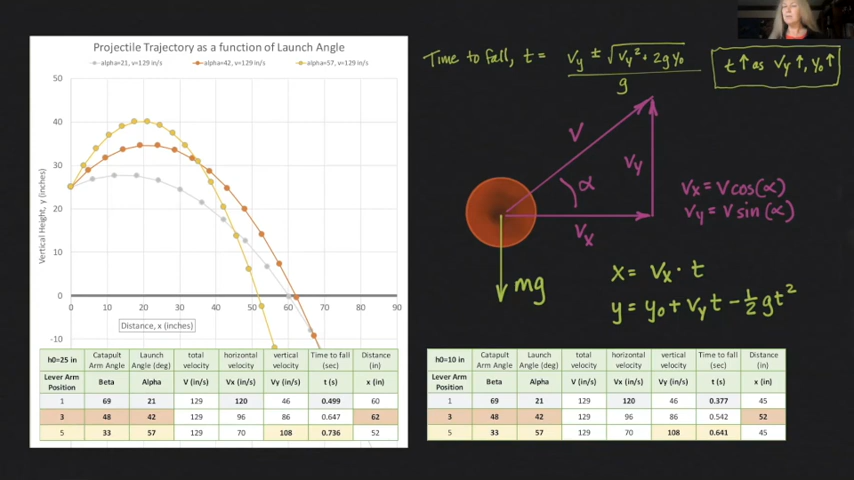 Projectile Trajectory as a function of Launch Angle
alpha=21, v=129 in/s alpha=42, v=129 in/s alpha=57, v=129 in/s
50
40
30
20
10
0
-10
Vertical Height, y (inches)
0 10 20 30 40 50 60 70 80 90
Distance, x (inches)
Time to fall, t = (Vy ± √(Vy² + 2gy₀)) / g
t↑ as Vy↑, y₀↑
V
α
Vy
Vx
mg
Vx = V cos(α)
Vy = V sin(α)
x = Vx · t
y = y₀ + Vy t − ½gt²
h0=25 in Catapult Arm Angle Launch Angle (deg) total velocity horizontal velocity vertical velocity Time to fall Distance (in)
Lever Arm Position Beta Alpha V (in/s) Vx (in/s) Vy (in/s) t (s) x (in)
1 69 21 129 120 46 0.499 60
3 48 42 129 96 86 0.647 62
5 33 57 129 70 108 0.736 52
h0=10 in Catapult Arm Angle Launch Angle (deg) total velocity horizontal velocity vertical velocity Time to fall Distance (in)
Lever Arm Position Beta Alpha V (in/s) Vx (in/s) Vy (in/s) t (s) x (in)
1 69 21 129 120 46 0.377 45
3 48 42 129 96 86 0.542 52
5 33 57 129 70 108 0.641 45